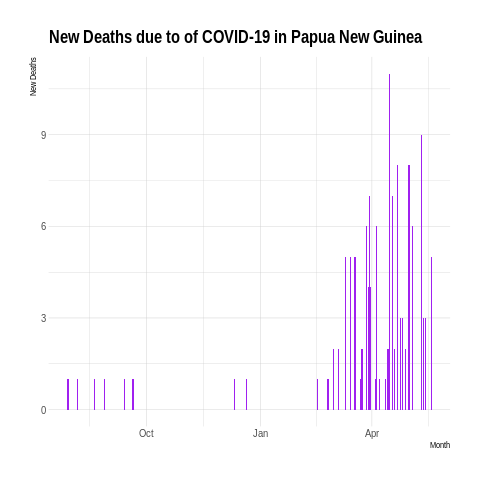 New Deaths due to of COVID-19 in Papua New Guinea
New Deaths
9
6
3
0
Oct Jan Apr
Month